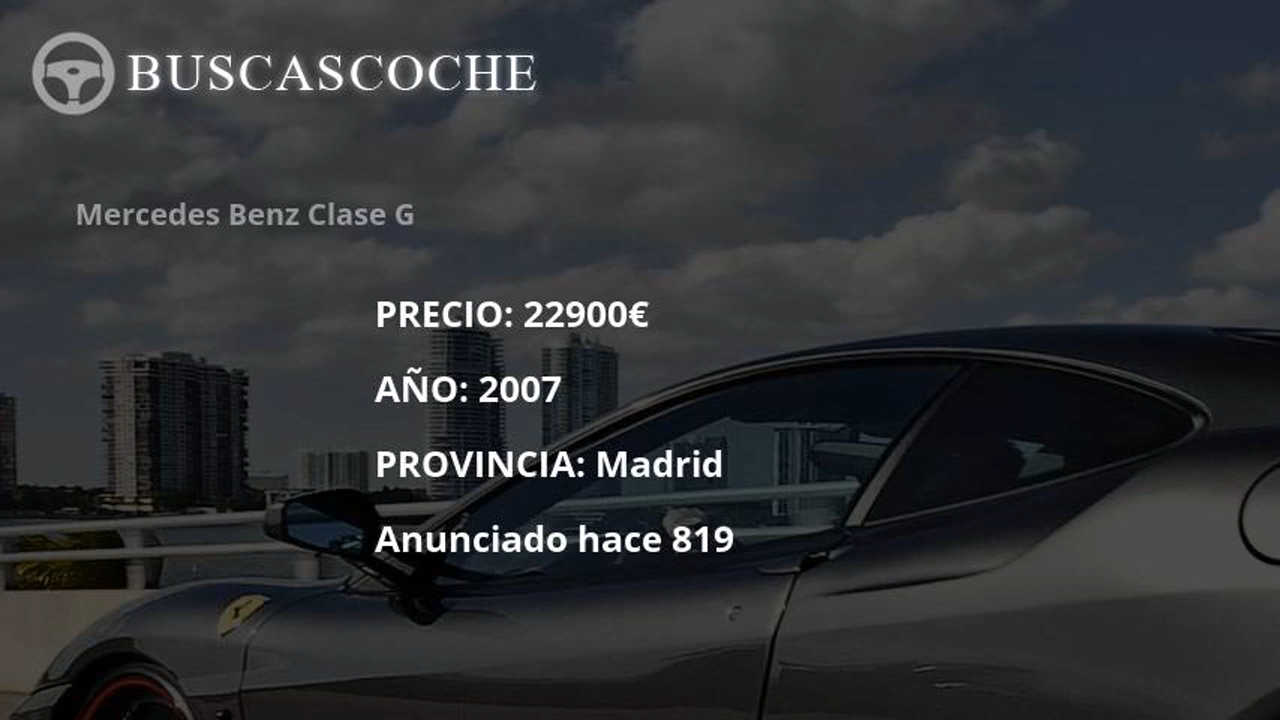 BUSCASCOCHE
Mercedes Benz Clase G
PRECIO: 22900€
AÑO: 2007
PROVINCIA: Madrid
Anunciado hace 819